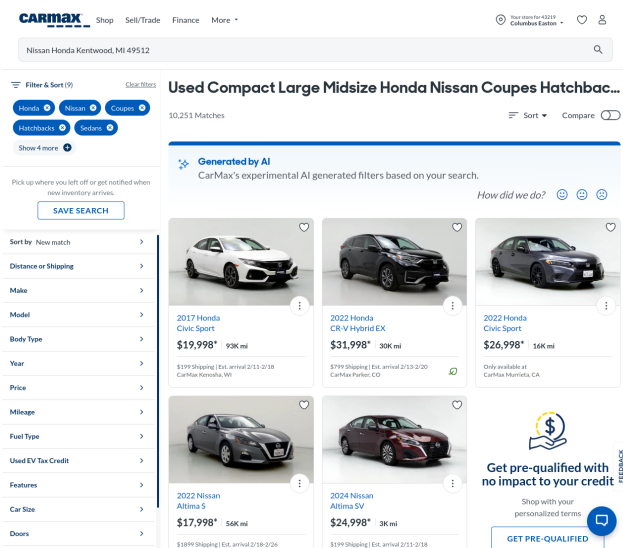 CARMAX
Shop Sell/Trade Finance More
Your store for 43219
Columbus Easton
Nissan Honda Kentwood, MI 49512
Filter & Sort (9) Clear filters
Honda Nissan Coupes
Hatchbacks Sedans
Show 4 more
Pick up where you left off or get notified when
new inventory arrives.
SAVE SEARCH
Sort by New match
Distance or Shipping
Make
Model
Body Type
Year
Price
Mileage
Fuel Type
Used EV Tax Credit
Features
Car Size
Doors
Used Compact Large Midsize Honda Nissan Coupes Hatchbac...
10,251 Matches
Sort Compare
Generated by AI
CarMax's experimental AI generated filters based on your search.
How did we do?
2017 Honda
Civic Sport
$19,998* 93K mi
$199 Shipping | Est. arrival 2/11-2/18
CarMax Kenosha, WI
2022 Honda
CR-V Hybrid EX
$31,998* 30K mi
$799 Shipping | Est. arrival 2/13-2/20
CarMax Parker, CO
2022 Honda
Civic Sport
$26,998* 16K mi
Only available at
CarMax Murrieta, CA
2022 Nissan
Altima S
$17,998* 56K mi
$1899 Shipping | Est. arrival 2/18-2/26
2024 Nissan
Altima SV
$24,998* 3K mi
$199 Shipping | Est. arrival 2/11-2/18
Get pre-qualified with
no impact to your credit
Shop with your
personalized terms
GET PRE-QUALIFIED
FEEDBACK